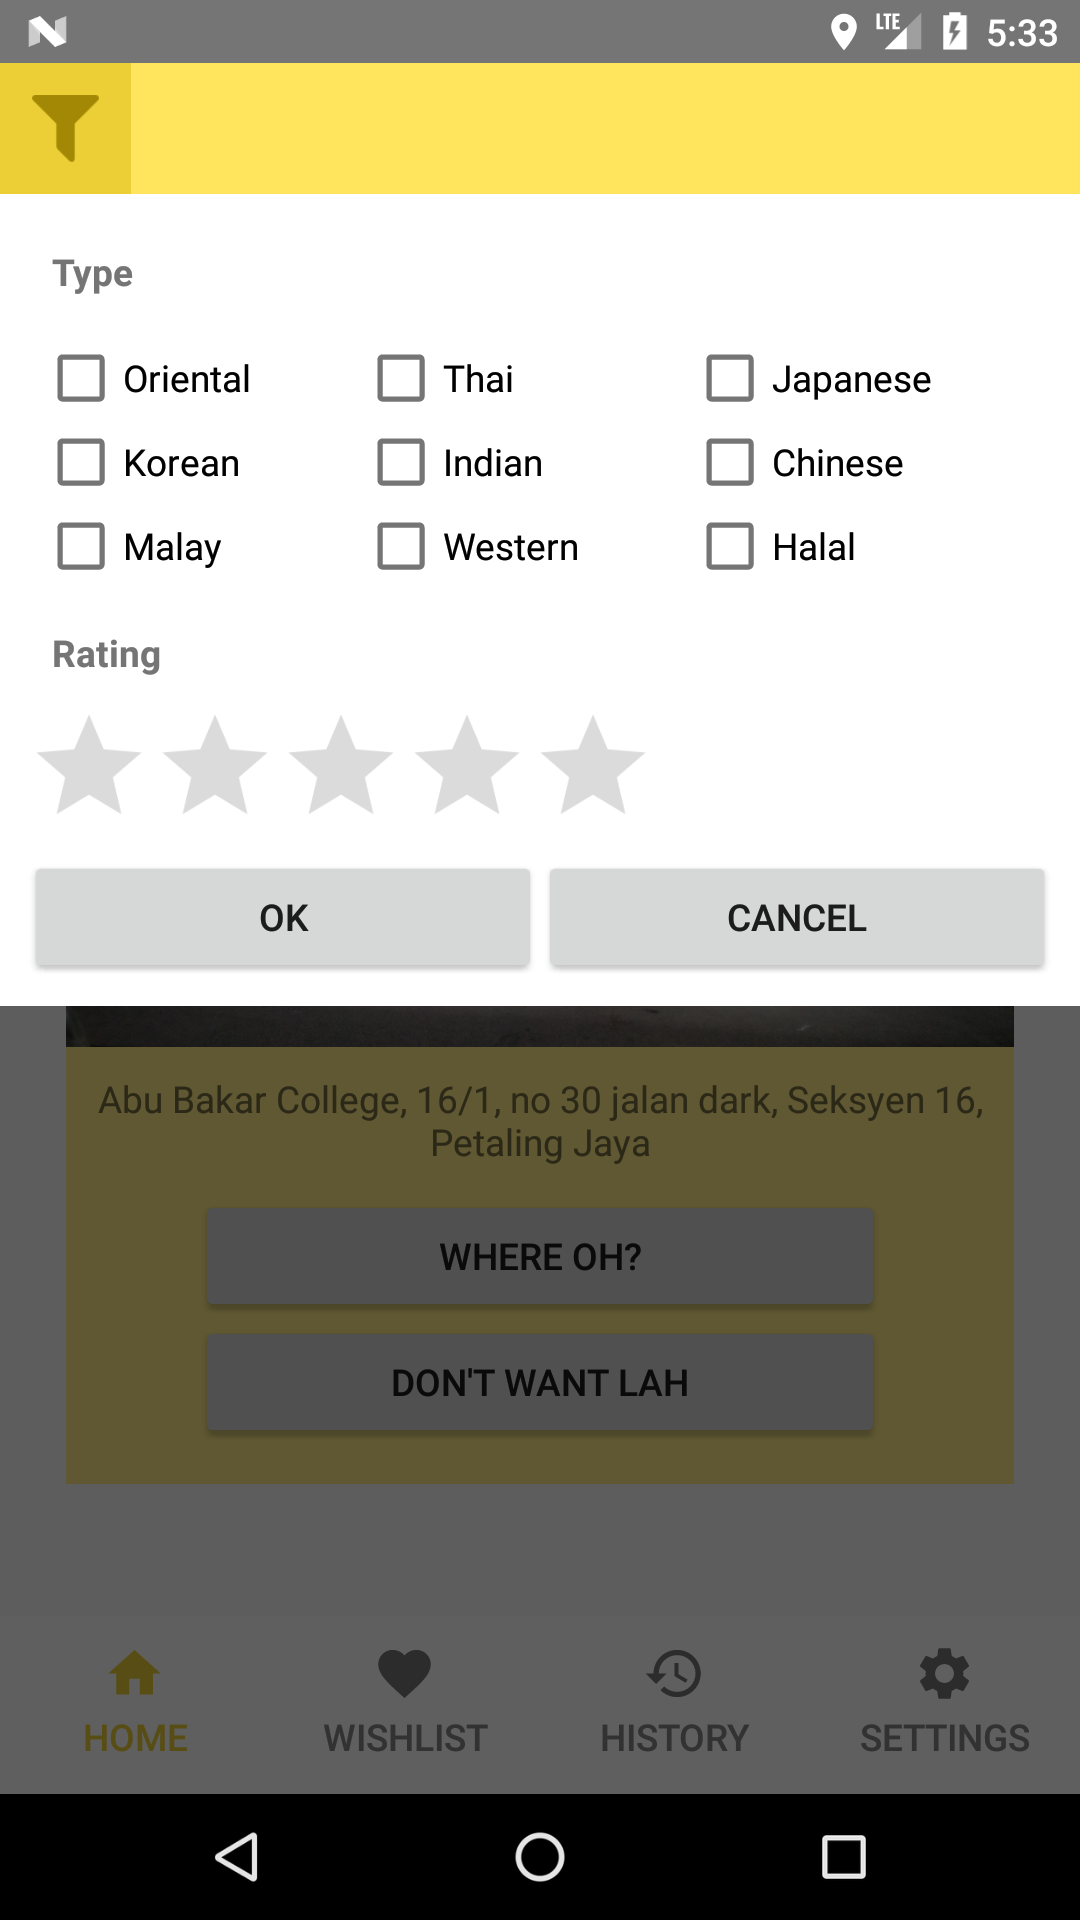 LTE 5:33
Type
Oriental Thai Japanese
Korean Indian Chinese
Malay Western Halal
Rating
OK CANCEL
Abu Bakar College, 16/1, no 30 jalan dark, Seksyen 16,
Petaling Jaya
WHERE OH?
DON'T WANT LAH
HOME WISHLIST HISTORY SETTINGS